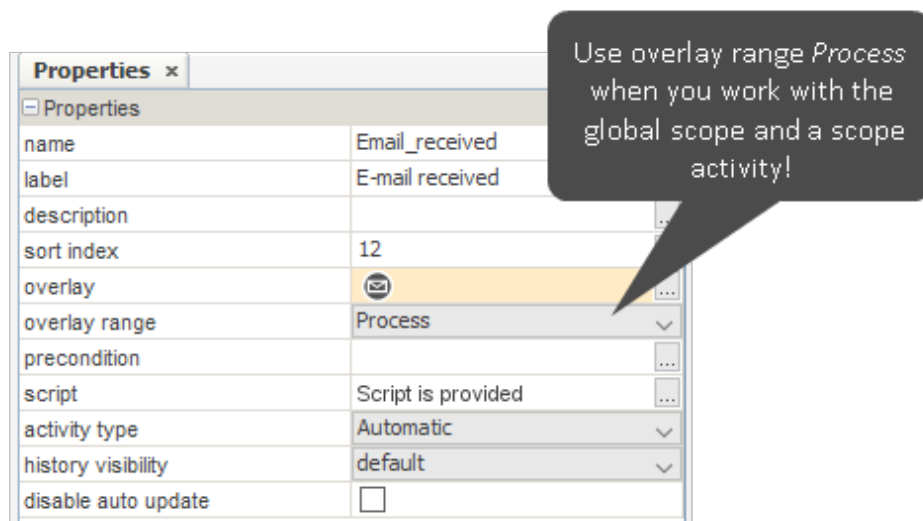 Use overlay range Process
when you work with the
global scope and a scope
activity!
Properties ×
Properties
name Email_received
label E-mail received
description ...
sort index 12
overlay ...
overlay range Process
precondition ...
script Script is provided ...
activity type Automatic
history visibility default
disable auto update